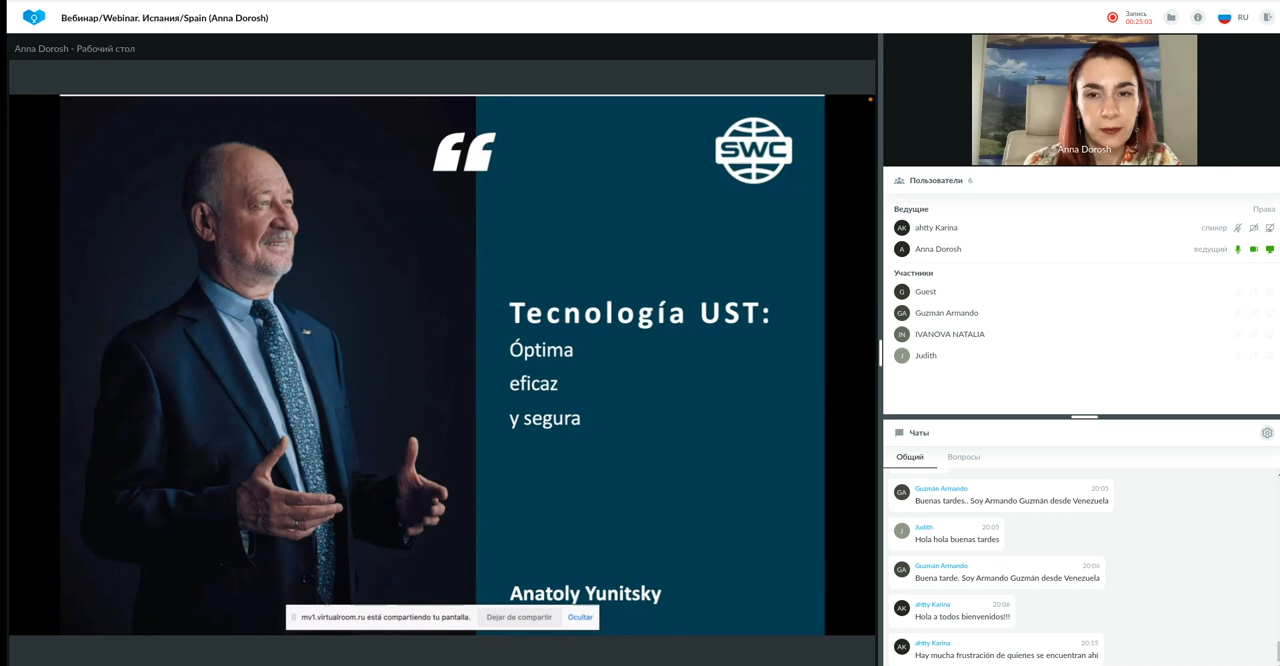 Вебинар/Webinar. Испания/Spain (Anna Dorosh)
Запись
00:25:03
RU
Anna Dorosh - Рабочий стол
“
SWC
Tecnología UST:
Óptima
eficaz
y segura
Anatoly Yunitsky
mv1.virtualroom.ru está compartiendo tu pantalla.
Dejar de compartir
Ocultar
Anna Dorosh
Пользователи 6
Ведущие
Права
AK ahtty Karina спикер
A Anna Dorosh ведущий
Участники
G Guest
GA Guzmán Armando
IN IVANOVA NATALIA
J Judith
Чаты
Общий
Вопросы
GA Guzmán Armando 20:05
Buenas tardes.. Soy Armando Guzmán desde Venezuela
J Judith 20:05
Hola hola buenas tardes
GA Guzmán Armando 20:06
Buena tarde. Soy Armando Guzmán desde Venezuela
AK ahtty Karina 20:06
Hola a todos bienvenidos!!!
AK ahtty Karina 20:15
Hay mucha frustración de quienes se encuentran ahí